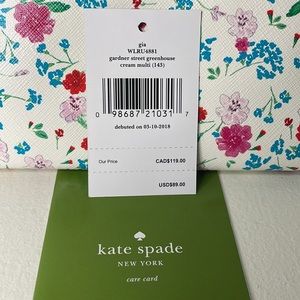 gia
WLRU4881
gardner street greenhouse
cream multi (143)
0 98687 21031 7
debuted on 05-10-2018
Our Price CAD$119.00
USD$89.00
kate spade
NEW YORK
care card